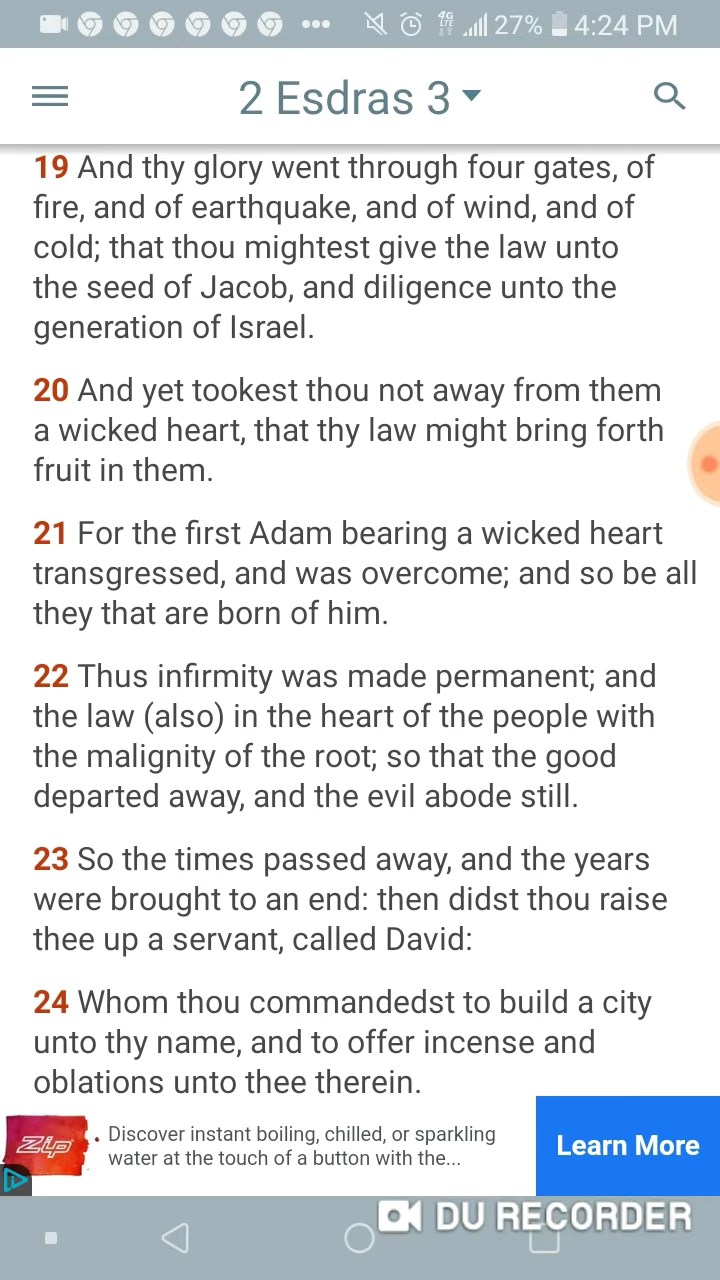 4G
LTE
27%
4:24 PM
2 Esdras 3
19 And thy glory went through four gates, of
fire, and of earthquake, and of wind, and of
cold; that thou mightest give the law unto
the seed of Jacob, and diligence unto the
generation of Israel.
20 And yet tookest thou not away from them
a wicked heart, that thy law might bring forth
fruit in them.
21 For the first Adam bearing a wicked heart
transgressed, and was overcome; and so be all
they that are born of him.
22 Thus infirmity was made permanent; and
the law (also) in the heart of the people with
the malignity of the root; so that the good
departed away, and the evil abode still.
23 So the times passed away, and the years
were brought to an end: then didst thou raise
thee up a servant, called David:
24 Whom thou commandedst to build a city
unto thy name, and to offer incense and
oblations unto thee therein.
Zip
Discover instant boiling, chilled, or sparkling
water at the touch of a button with the...
Learn More
DU RECORDER